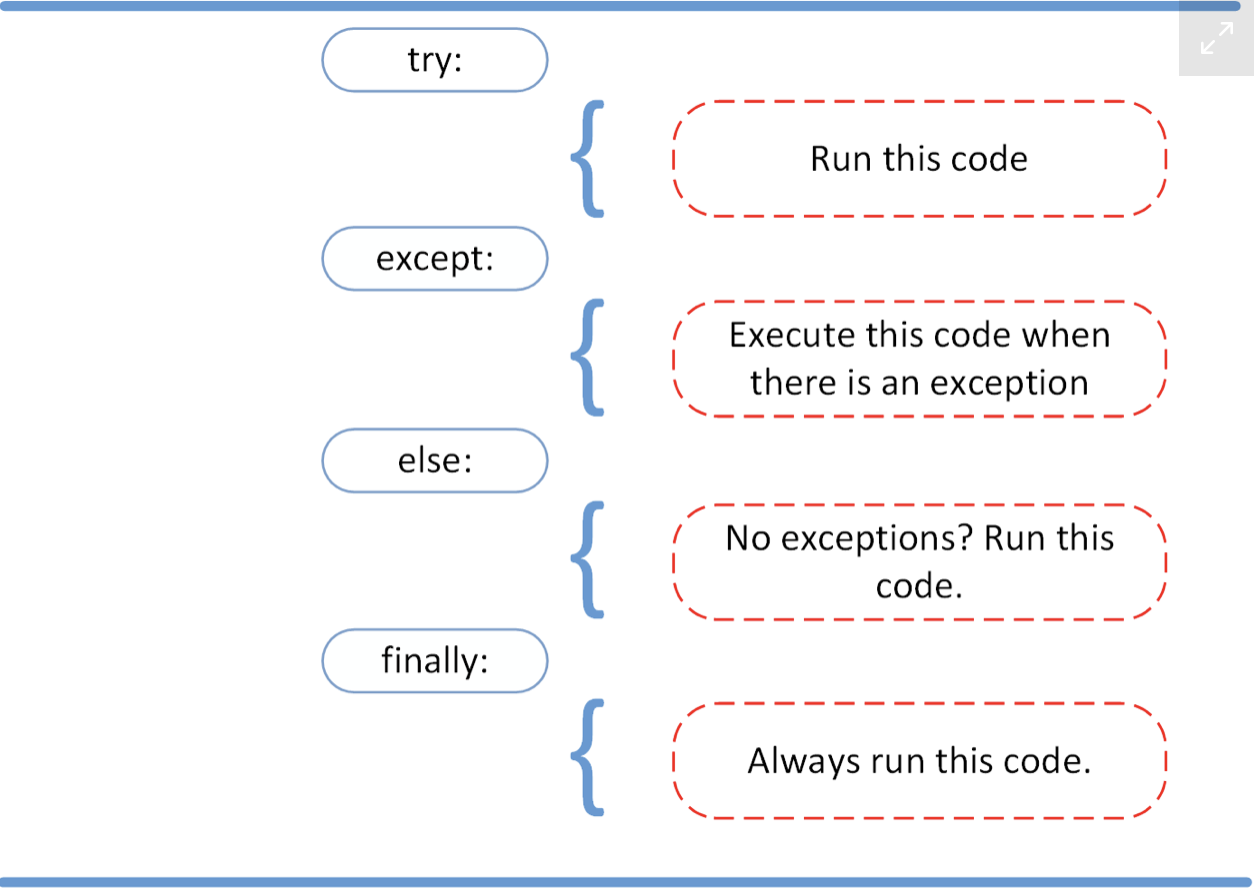 try:
Run this code
except:
Execute this code when
there is an exception
else:
No exceptions? Run this
code.
finally:
Always run this code.